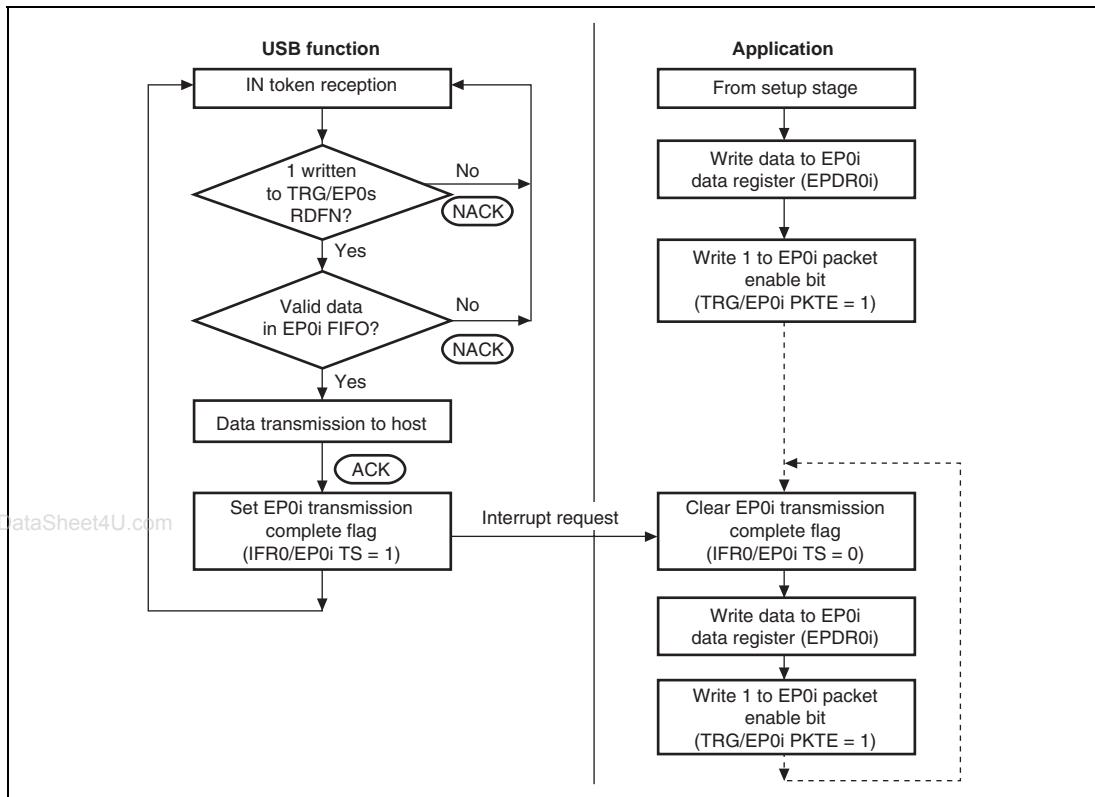 USB function
IN token reception
1 written
to TRG/EP0s
RDFN?
No
NACK
Yes
Valid data
in EP0i FIFO?
No
NACK
Yes
Data transmission to host
ACK
Set EP0i transmission
complete flag
(IFR0/EP0i TS = 1)
Interrupt request
Application
From setup stage
Write data to EP0i
data register (EPDR0i)
Write 1 to EP0i packet
enable bit
(TRG/EP0i PKTE = 1)
Clear EP0i transmission
complete flag
(IFR0/EP0i TS = 0)
Write data to EP0i
data register (EPDR0i)
Write 1 to EP0i packet
enable bit
(TRG/EP0i PKTE = 1)
DataSheet4U.com